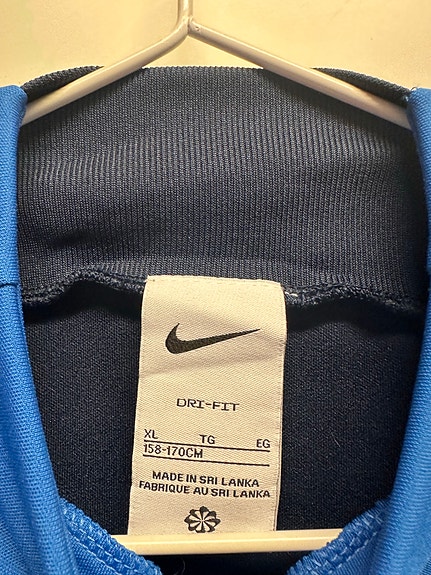 DRI-FIT
XL TG EG
158-170CM
MADE IN SRI LANKA
FABRIQUE AU SRI LANKA